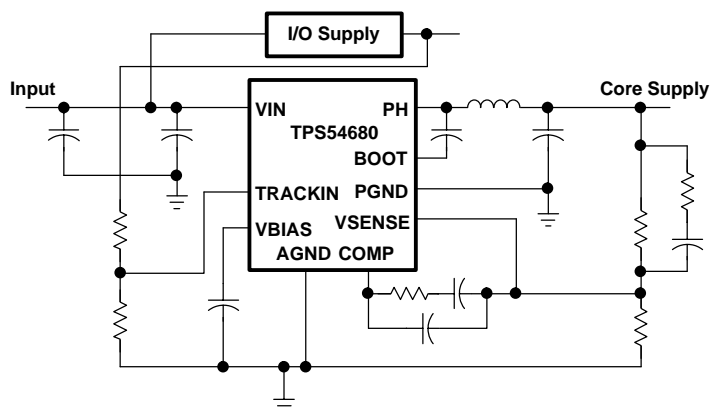 I/O Supply
Input
Core Supply
VIN
PH
TPS54680
BOOT
TRACKIN
PGND
VSENSE
VBIAS
AGND COMP